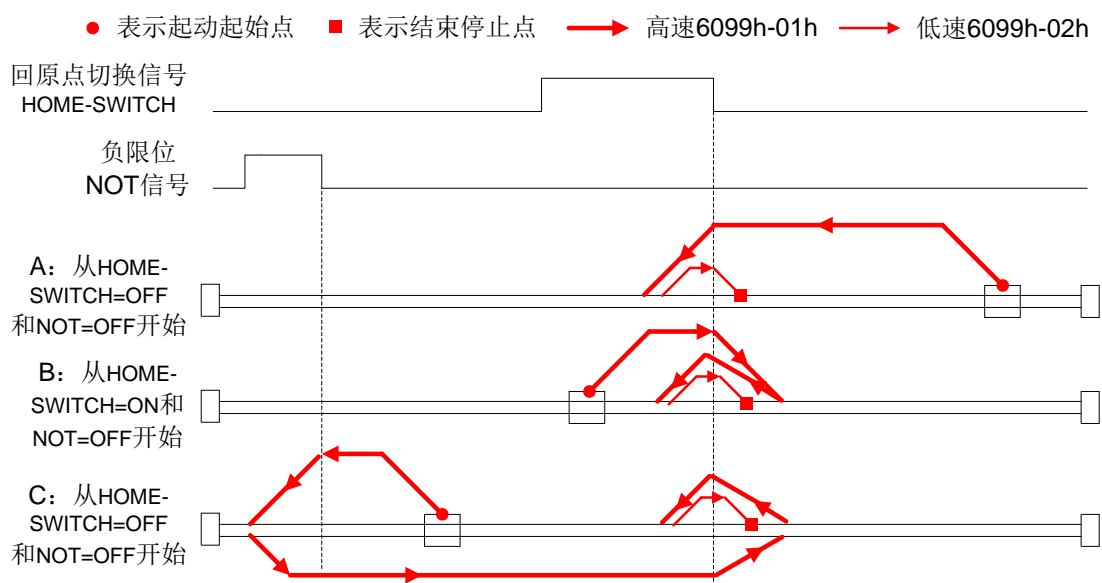 表示起动起始点 表示结束停止点 高速6099h-01h 低速6099h-02h
回原点切换信号
HOME-SWITCH
负限位
NOT信号
A：从HOME-
SWITCH=OFF
和NOT=OFF开始
B：从HOME-
SWITCH=ON和
NOT=OFF开始
C：从HOME-
SWITCH=OFF
和NOT=OFF开始